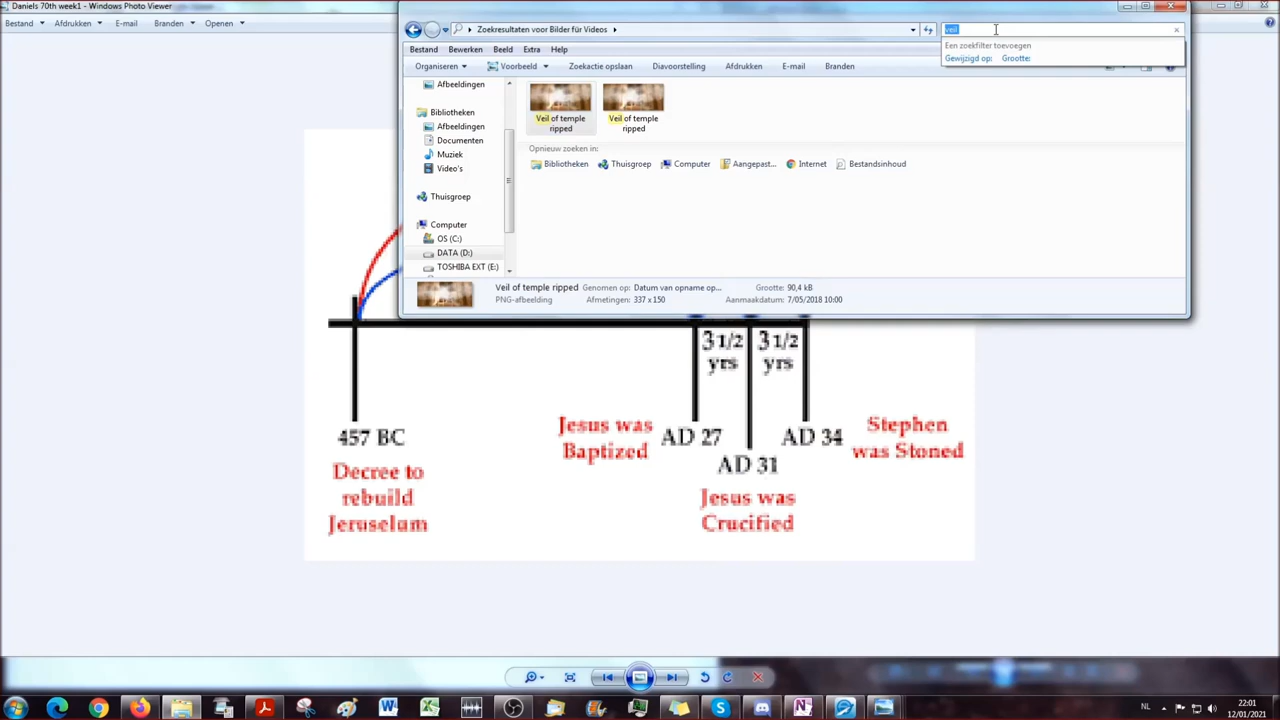 Daniels 70th week1 - Windows Photo Viewer
Bestand
Afdrukken
E-mail
Branden
Openen
Zoekresultaten voor Bilder für Videos
veil
Een zoekfilter toevoegen
Gewijzigd op: Grootte:
Bestand Bewerken Beeld Extra Help
Organiseren Voorbeeld Zoekactie opslaan Diavoorstelling Afdrukken E-mail Branden
Afbeeldingen
Bibliotheken
Afbeeldingen
Documenten
Muziek
Video's
Thuisgroep
Computer
OS (C:)
DATA (D:)
TOSHIBA EXT (E:)
Veil of temple
ripped
Veil of temple
ripped
Opnieuw zoeken in:
Bibliotheken Thuisgroep Computer Aangepast... Internet Bestandsinhoud
Veil of temple ripped Genomen op: Datum van opname op... Grootte: 90,4 kB
PNG-afbeelding Afmetingen: 337 x 150 Aanmaakdatum: 7/05/2018 10:00
3 1/2
yrs
3 1/2
yrs
457 BC
Decree to
rebuild
Jeruselum
Jesus was
Baptized
AD 27
AD 31
Jesus was
Crucified
AD 34
Stephen
was Stoned
NL
22:01
12/01/2021